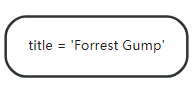 title = 'Forrest Gump'